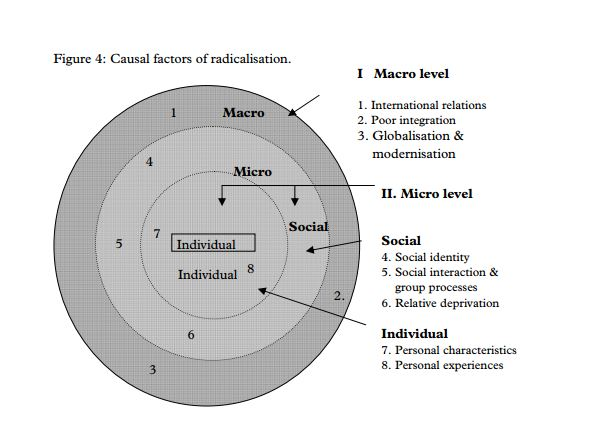 Figure 4: Causal factors of radicalisation.
I Macro level
1. International relations
2. Poor integration
3. Globalisation &
modernisation
1
Macro
4
Micro
II. Micro level
Social
7
5
Individual
Individual
8
2.
6
3
Social
4. Social identity
5. Social interaction &
group processes
6. Relative deprivation
Individual
7. Personal characteristics
8. Personal experiences